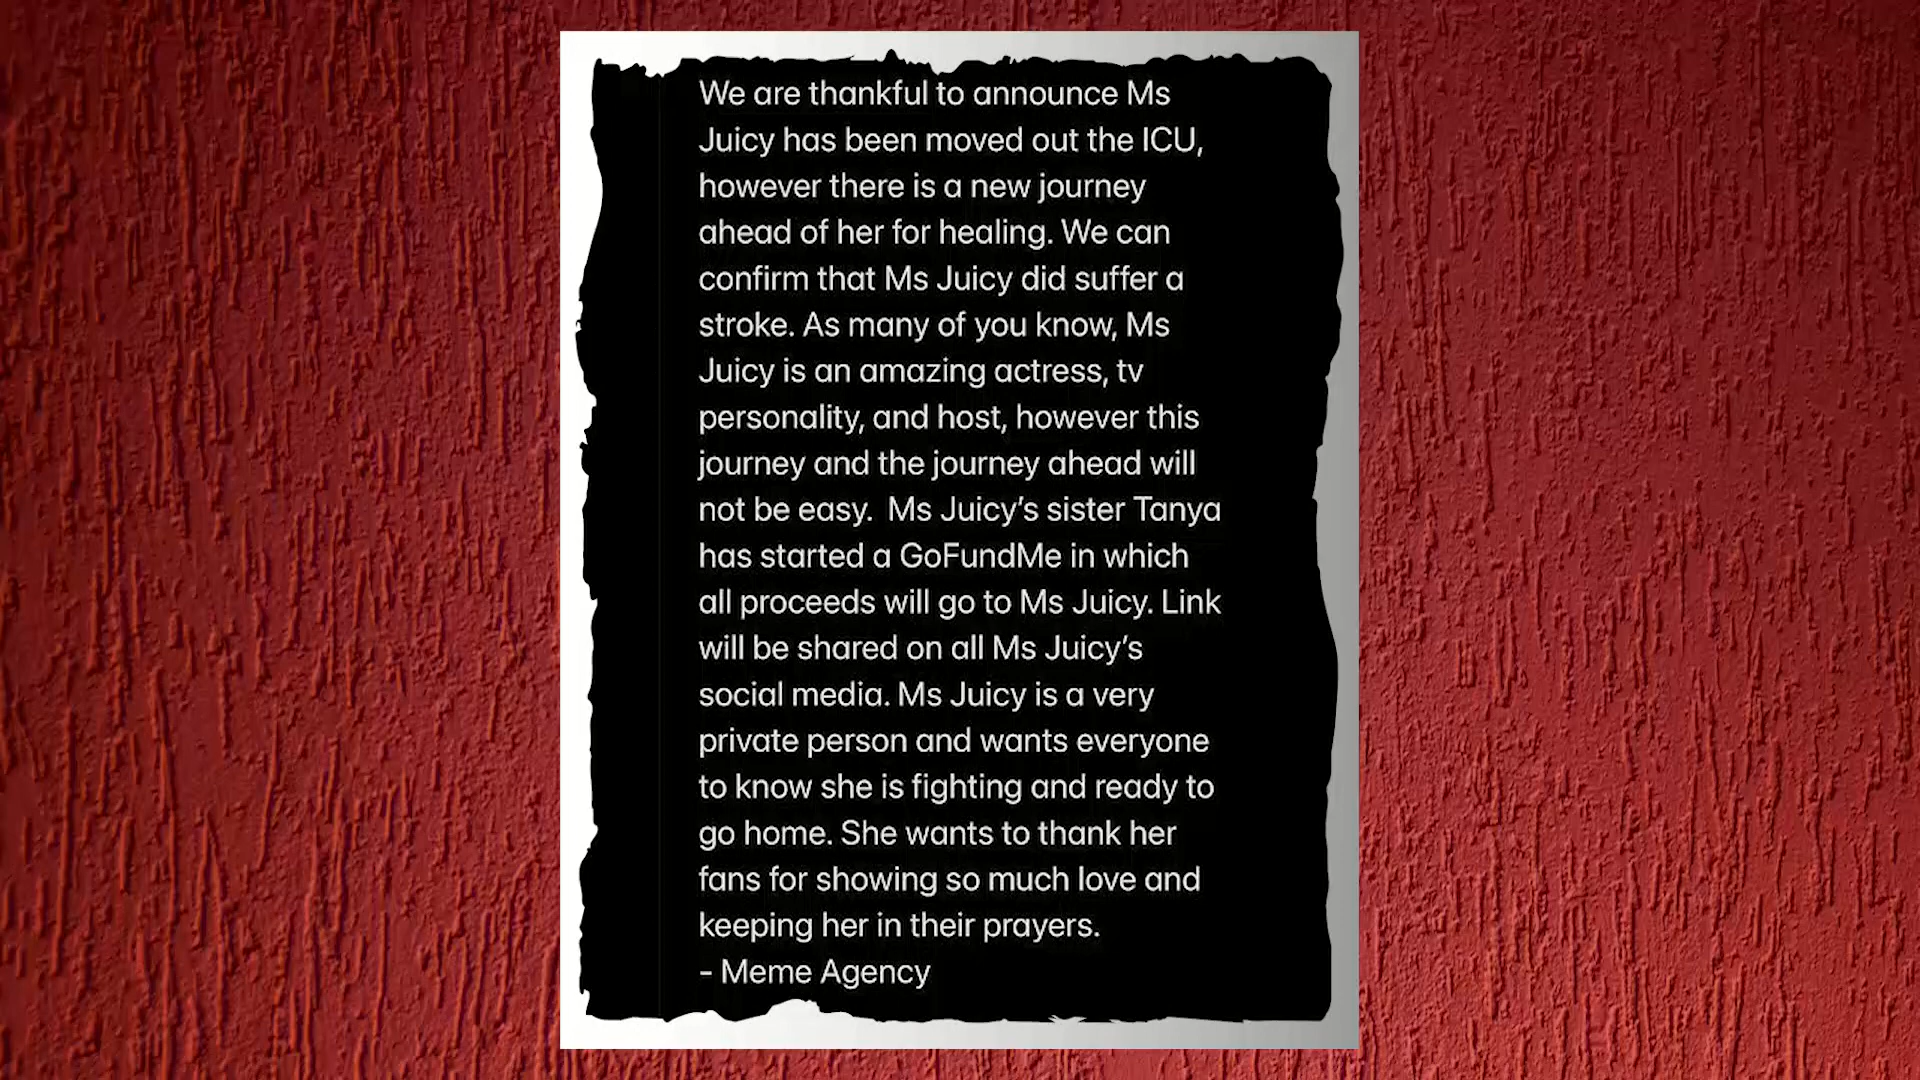 We are thankful to announce Ms
Juicy has been moved out the ICU,
however there is a new journey
ahead of her for healing. We can
confirm that Ms Juicy did suffer a
stroke. As many of you know, Ms
Juicy is an amazing actress, tv
personality, and host, however this
journey and the journey ahead will
not be easy.  Ms Juicy’s sister Tanya
has started a GoFundMe in which
all proceeds will go to Ms Juicy. Link
will be shared on all Ms Juicy’s
social media. Ms Juicy is a very
private person and wants everyone
to know she is fighting and ready to
go home. She wants to thank her
fans for showing so much love and
keeping her in their prayers.
- Meme Agency